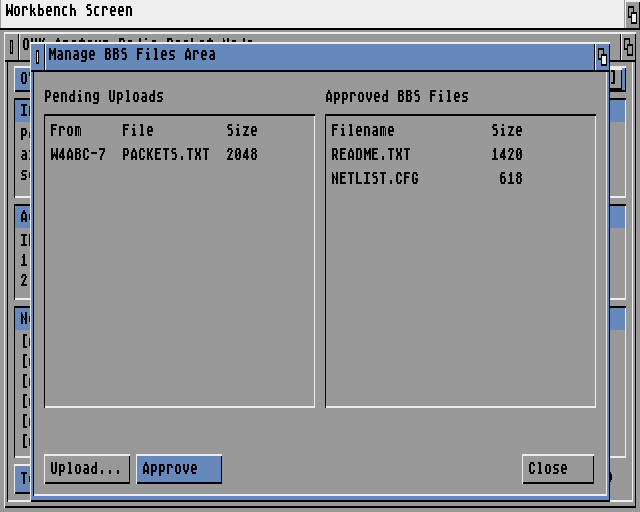 Workbench Screen
Manage BBS Files Area
Pending Uploads
From File Size
W4ABC-7 PACKETS.TXT 2048
Approved BBS Files
Filename Size
README.TXT 1420
NETLIST.CFG 618
Upload... Approve Close